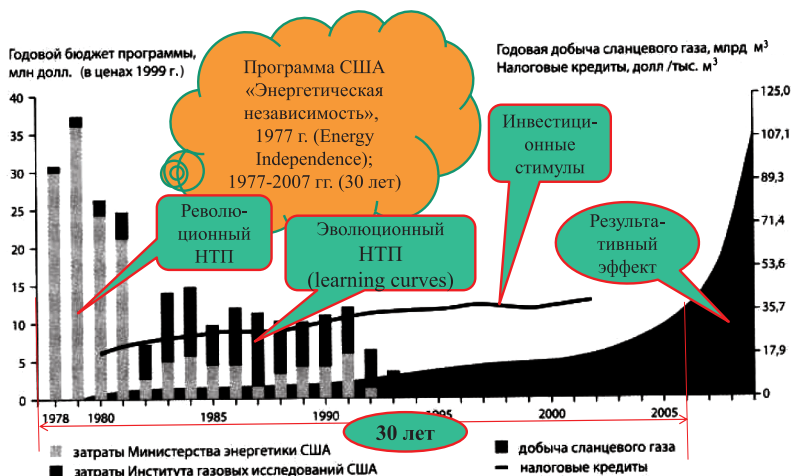 Годовой бюджет программы,
млн долл. (в ценах 1999 г.)
Годовая добыча сланцевого газа, млрд м³
Налоговые кредиты, долл /тыс. м³
Программа США
«Энергетическая
независимость»,
1977 г. (Energy
Independence);
1977-2007 гг. (30 лет)
Инвестици-
онные
стимулы
Револю-
ционный
НТП
Эволюционный
НТП
(learning curves)
Результа-
тивный
эффект
40
35
30
25
20
15
10
5
0
125,0
107,1
89,3
71,4
53,6
35,7
17,9
0
1978 1980 1985 1990 1995 2000 2005
30 лет
затраты Министерства энергетики США
затраты Института газовых исследований США
добыча сланцевого газа
налоговые кредиты